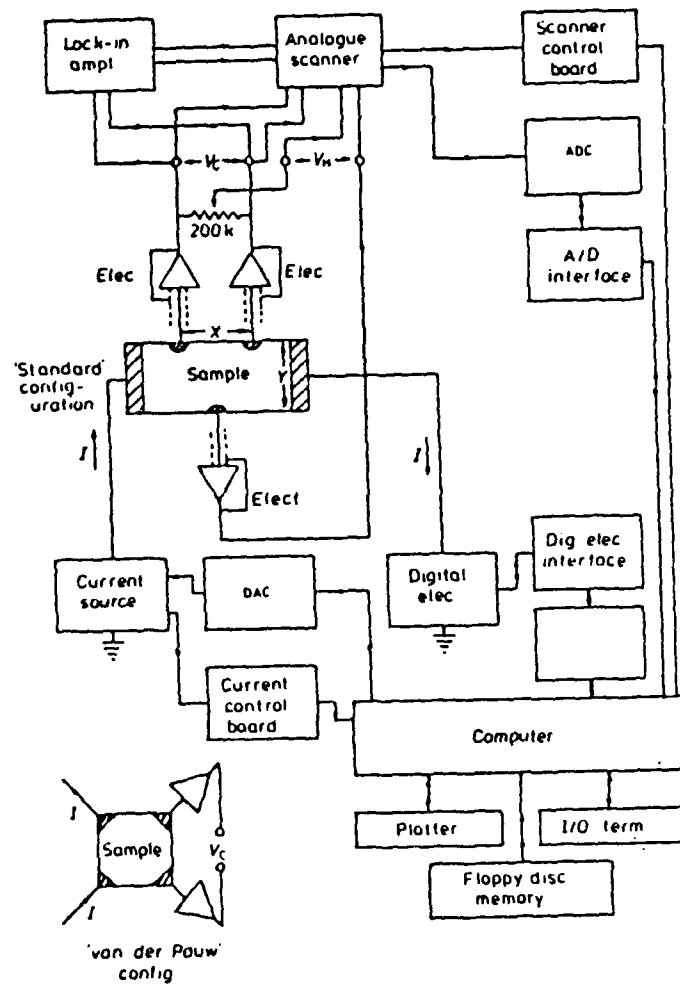 Lock-in
ampl
Analogue
scanner
Scanner
control
board
ADC
V_C
V_H
200k
A/D
interface
Elec
Elec
X
'Standard'
config-
uration
Sample
Y
I
I
Elect
Current
source
DAC
Digital
elec
Dig elec
interface
Current
control
board
Computer
I
Sample
V_C
I
Plotter
I/O term
Floppy disc
memory
'van der Pauw'
config